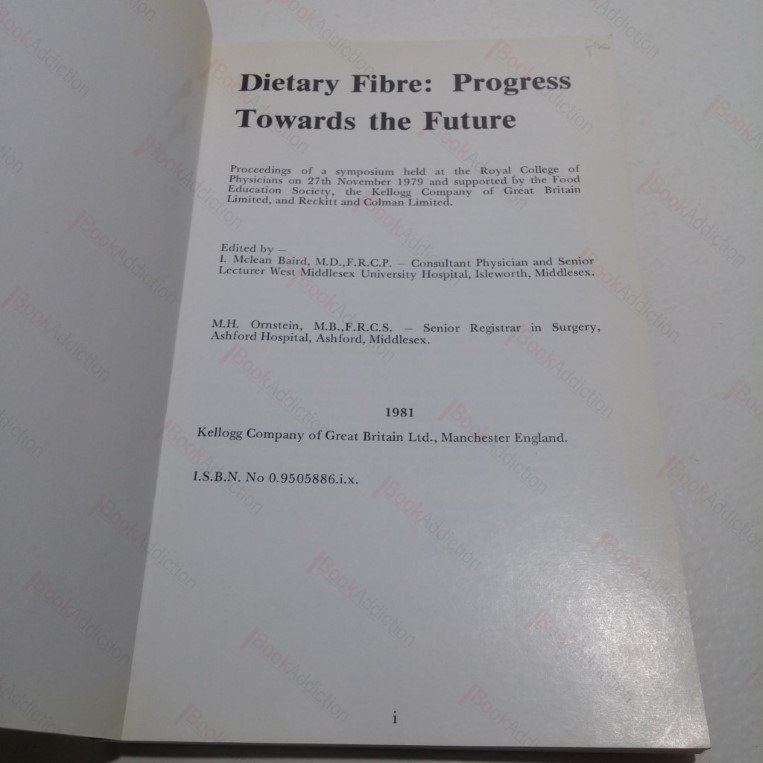 Dietary Fibre: Progress
Towards the Future
Proceedings of a symposium held at the Royal College of
Physicians on 27th November 1979 and supported by the Food
Education Society, the Kellogg Company of Great Britain
Limited, and Reckitt and Colman Limited.
Edited by —
I. Mclean Baird, M.D.,F.R.C.P. — Consultant Physician and Senior
Lecturer West Middlesex University Hospital, Isleworth, Middlesex.
M.H. Ornstein, M.B.,F.R.C.S. — Senior Registrar in Surgery,
Ashford Hospital, Ashford, Middlesex.
1981
Kellogg Company of Great Britain Ltd., Manchester England.
I.S.B.N. No 0.9505886.i.x.
i
BookAddiction